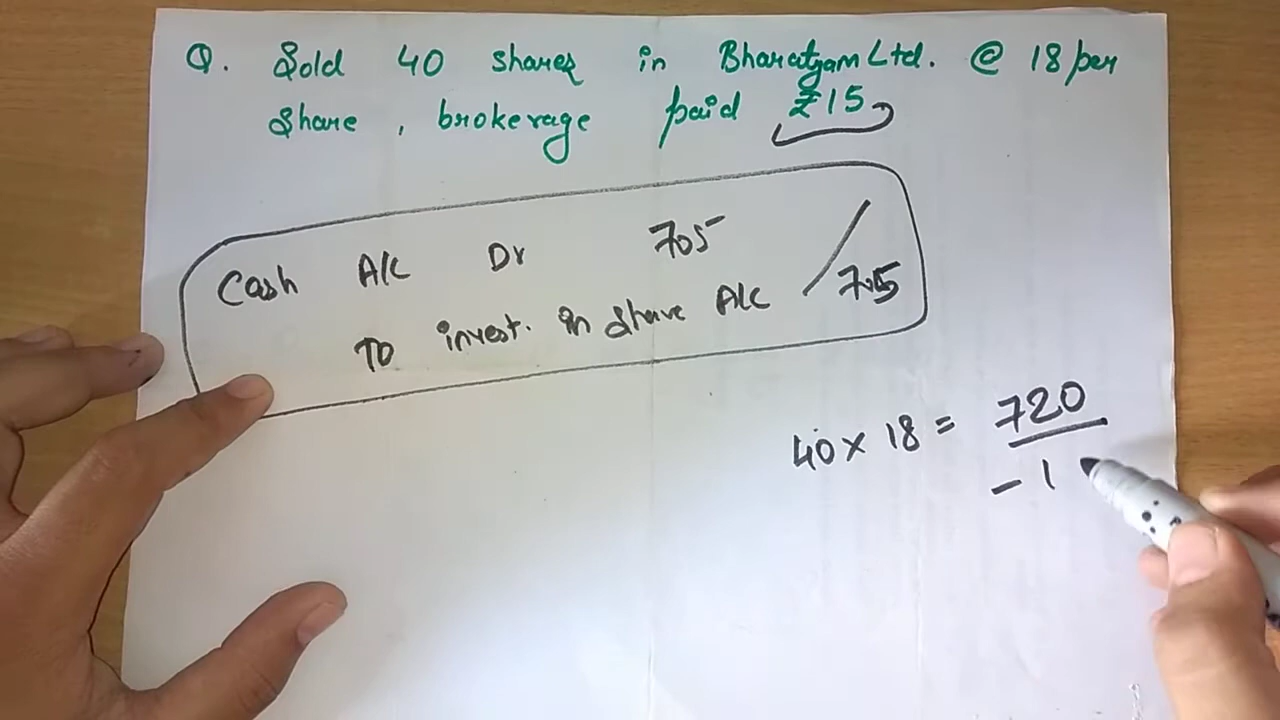 Q. Sold 40 shares in Bharatgam Ltd. @ 18 per
share, brokerage paid ₹15
Cash A/c Dr 705
To invest. in share A/c 705
40 x 18 = 720
- 1